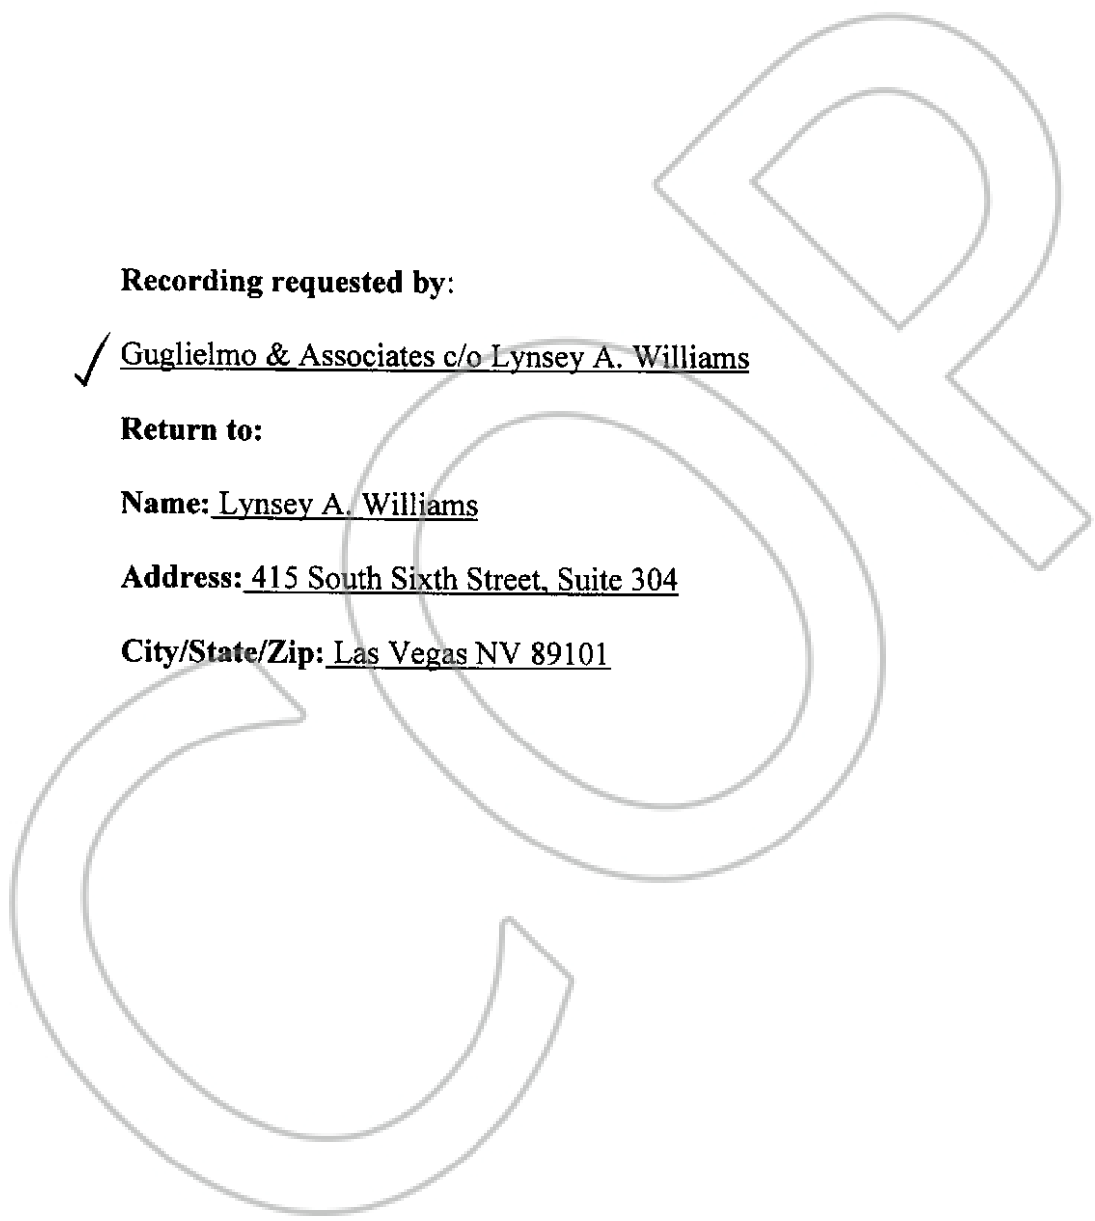 Recording requested by:
✓ Guglielmo & Associates c/o Lynsey A. Williams
Return to:
Name: Lynsey A. Williams
Address: 415 South Sixth Street, Suite 304
City/State/Zip: Las Vegas NV 89101
COP